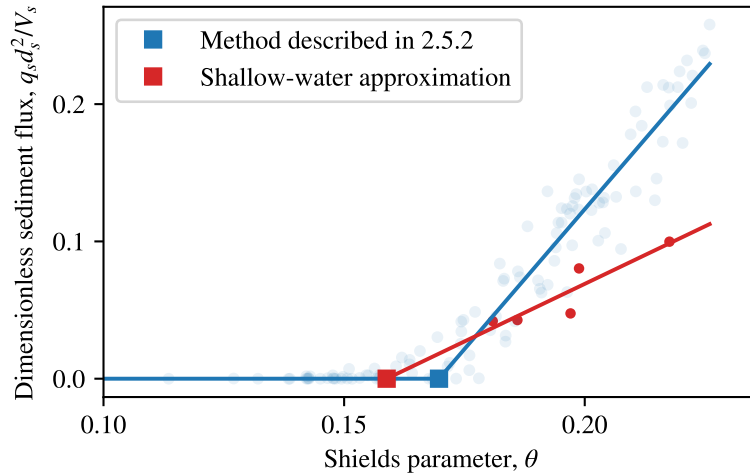 Dimensionless sediment flux, $q_s d_s^2/V_s$
0.2
0.1
0.0
Method described in 2.5.2
Shallow-water approximation
0.10
0.15
0.20
Shields parameter, θ